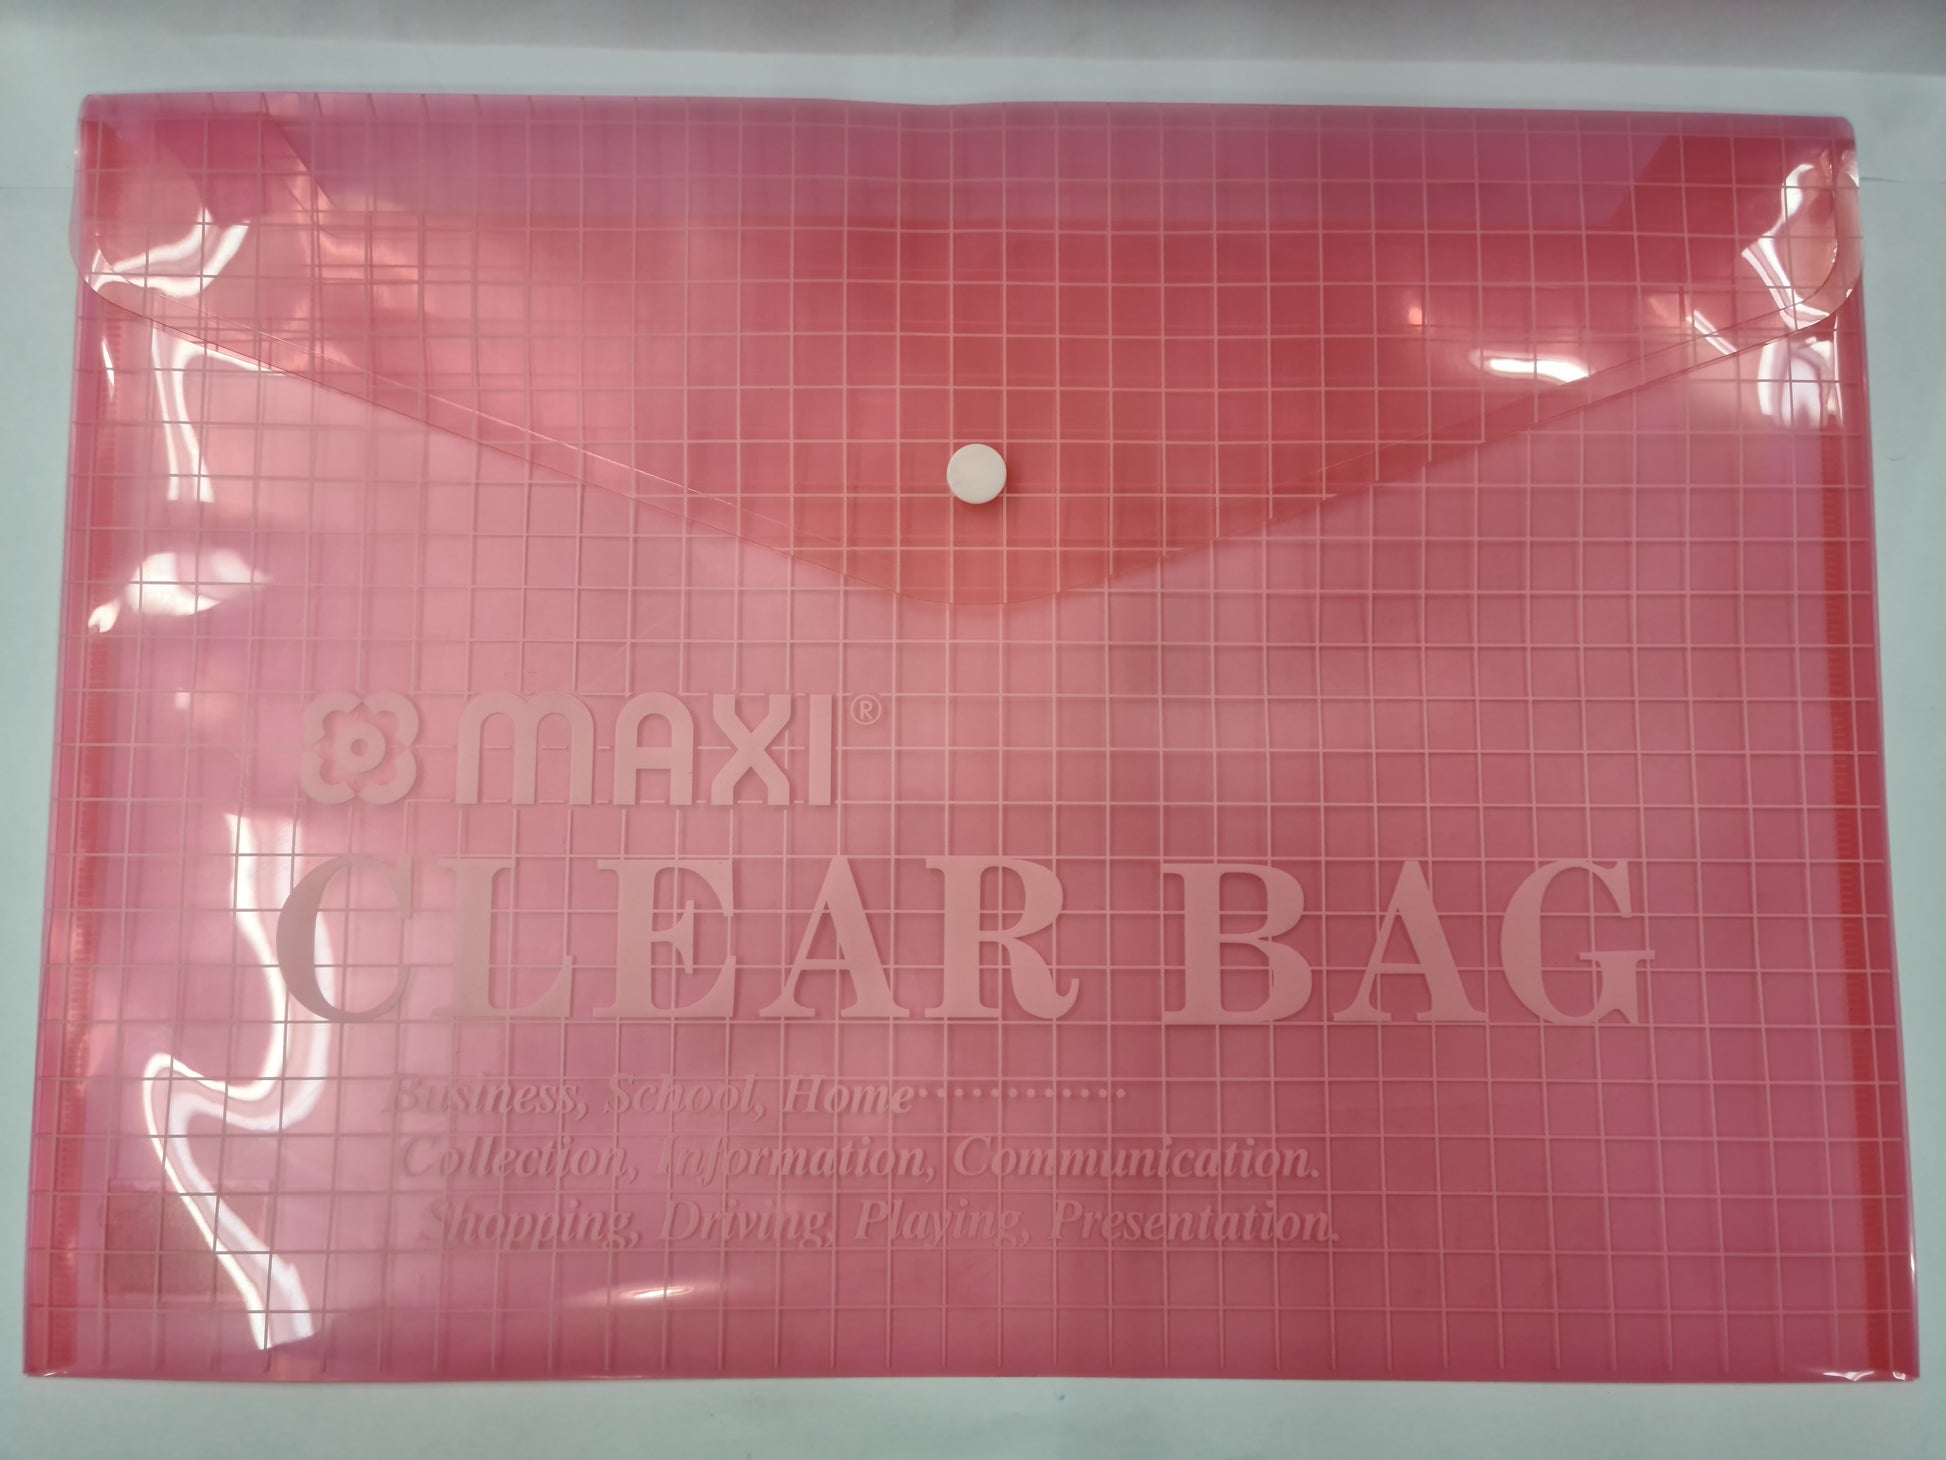 MAXI®
CLEAR BAG
Business, School, Home·············
Collection, Information, Communication.
Shopping, Driving, Playing, Presentation.